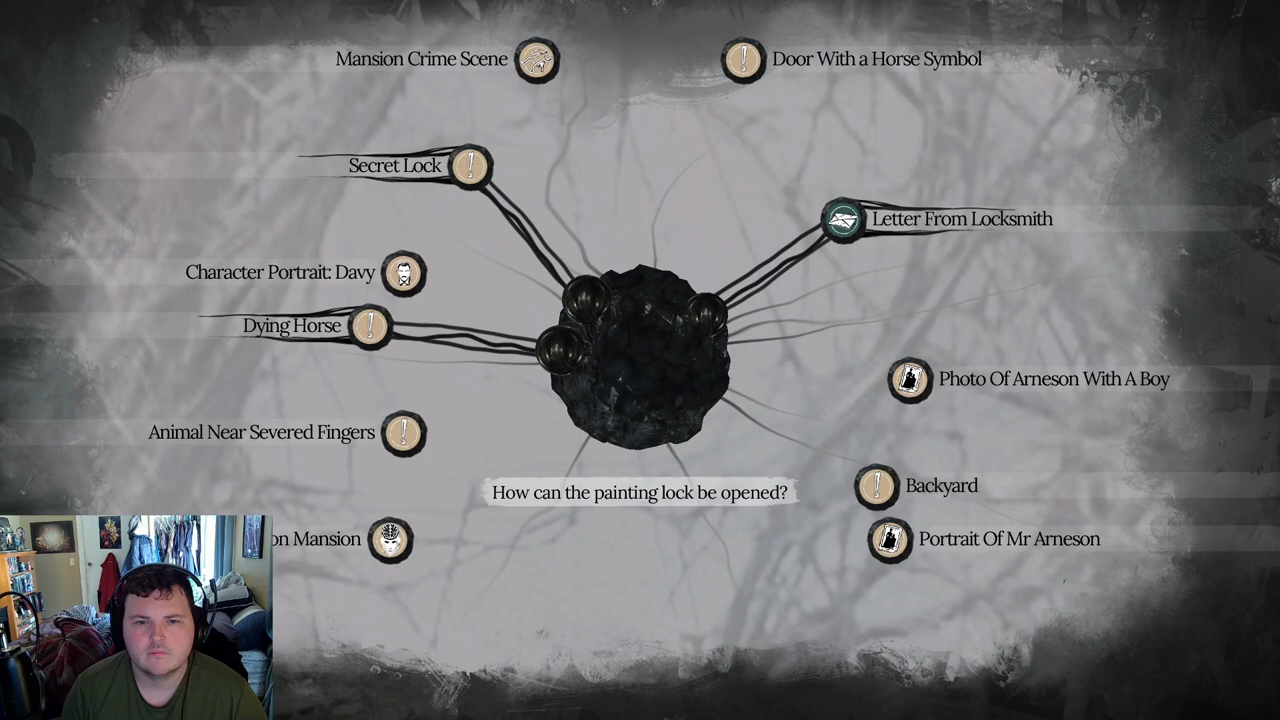 Mansion Crime Scene
Door With a Horse Symbol
Secret Lock
Letter From Locksmith
Character Portrait: Davy
Dying Horse
Photo Of Arneson With A Boy
Animal Near Severed Fingers
Backyard
How can the painting lock be opened?
on Mansion
Portrait Of Mr Arneson